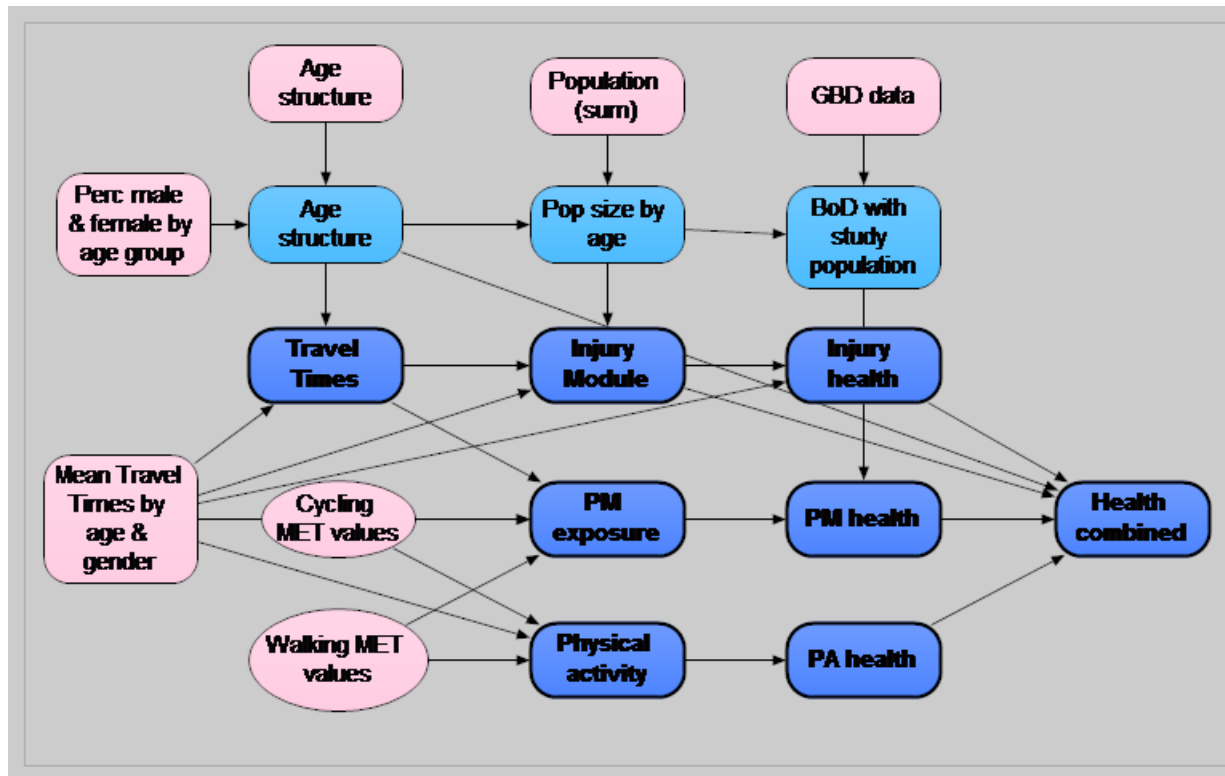 Age
structure
Population
(sum)
GBD data
Perc male
& female by
age group
Age
structure
Pop size by
age
BoD with
study
population
Travel
Times
Injury
Module
Injury
health
Mean Travel
Times by
age &
gender
Cycling
MET values
PM
exposure
PM health
Health
combined
Walking MET
values
Physical
activity
PA health